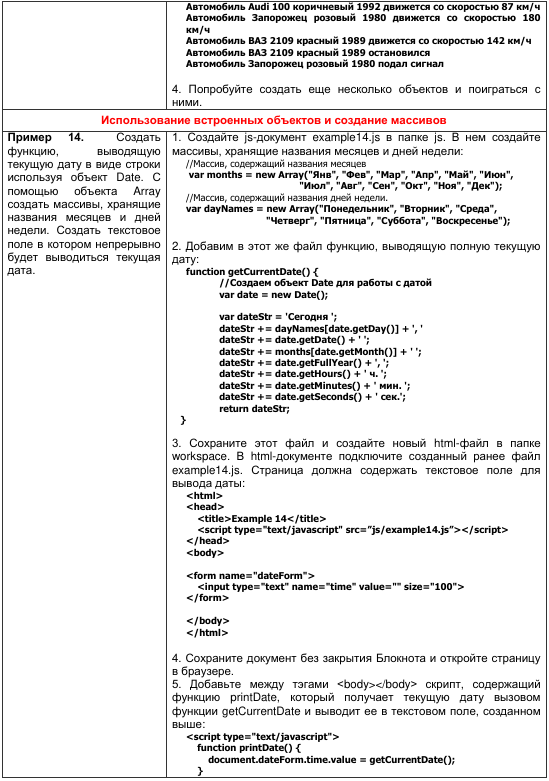 Автомобиль Audi 100 коричневый 1992 движется со скоростью 87 км/ч
Автомобиль Запорожец розовый 1980 движется со скоростью 180
км/ч
Автомобиль ВАЗ 2109 красный 1989 движется со скоростью 142 км/ч
Автомобиль ВАЗ 2109 красный 1989 остановился
Автомобиль Запорожец розовый 1980 подал сигнал
4. Попробуйте создать еще несколько объектов и поиграться с
ними.
Использование встроенных объектов и создание массивов
Пример 14. Создать
функцию, выводящую
текущую дату в виде строки
используя объект Date. С
помощью объекта Array
создать массивы, хранящие
названия месяцев и дней
недели. Создать текстовое
поле в котором непрерывно
будет выводиться текущая
дата.
1. Создайте js-документ example14.js в папке js. В нем создайте
массивы, хранящие названия месяцев и дней недели:
//Массив, содержащий названия месяцев
var months = new Array("Янв", "Фев", "Мар", "Апр", "Май", "Июн",
"Июл", "Авг", "Сен", "Окт", "Ноя", "Дек");
//Массив, содержащий названия дней недели.
var dayNames = new Array("Понедельник", "Вторник", "Среда",
"Четверг", "Пятница", "Суббота", "Воскресенье");
2. Добавим в этот же файл функцию, выводящую полную текущую
дату:
function getCurrentDate() {
//Создаем объект Date для работы с датой
var date = new Date();
var dateStr = 'Сегодня ';
dateStr += dayNames[date.getDay()] + ', '
dateStr += date.getDate() + ' ';
dateStr += months[date.getMonth()] + ' ';
dateStr += date.getFullYear() + ', ';
dateStr += date.getHours() + ' ч. ';
dateStr += date.getMinutes() + ' мин. ';
dateStr += date.getSeconds() + ' сек.';
return dateStr;
}
3. Сохраните этот файл и создайте новый html-файл в папке
workspace. В html-документе подключите созданный ранее файл
example14.js. Страница должна содержать текстовое поле для
вывода даты:
<html>
<head>
<title>Example 14</title>
<script type="text/javascript" src="js/example14.js"></script>
</head>
<body>
<form name="dateForm">
<input type="text" name="time" value="" size="100">
</form>
</body>
</html>
4. Сохраните документ без закрытия Блокнота и откройте страницу
в браузере.
5. Добавьте между тэгами <body></body> скрипт, содержащий
функцию printDate, который получает текущую дату вызовом
функции getCurrentDate и выводит ее в текстовом поле, созданном
выше:
<script type="text/javascript">
function printDate() {
document.dateForm.time.value = getCurrentDate();
}